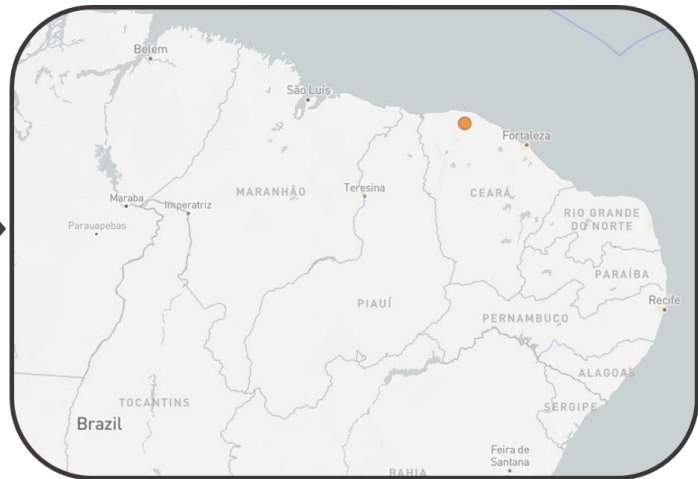 Belém
São Luís
Fortaleza
MARANHÃO
Teresina
CEARÁ
Maraba
Imperatriz
RIO GRANDE
DO NORTE
Parauapebas
PARAÍBA
PIAUÍ
Recife
PERNAMBUCO
ALAGOAS
TOCANTINS
SERGIPE
Brazil
Feira de
Santana
BAHIA